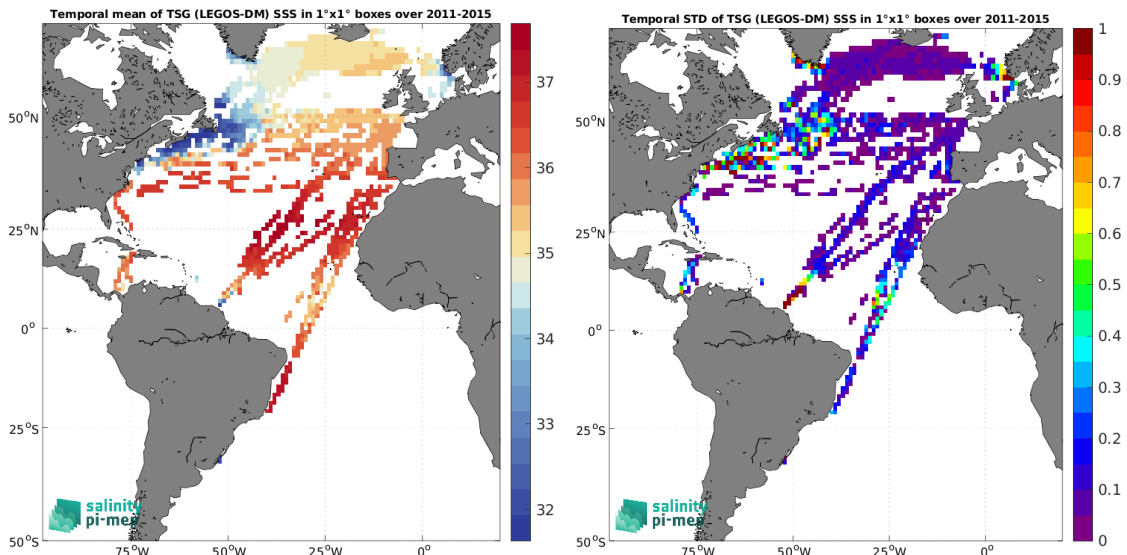 Temporal mean of TSG (LEGOS-DM) SSS in 1°x1° boxes over 2011-2015
50°N
25°N
0°
25°S
50°S
75°W
50°W
25°W
0°
37
36
35
34
33
32
salinity
pi-mep
Temporal STD of TSG (LEGOS-DM) SSS in 1°x1° boxes over 2011-2015
50°N
25°N
0°
25°S
50°S
75°W
50°W
25°W
0°
1
0.9
0.8
0.7
0.6
0.5
0.4
0.3
0.2
0.1
0
salinity
pi-mep